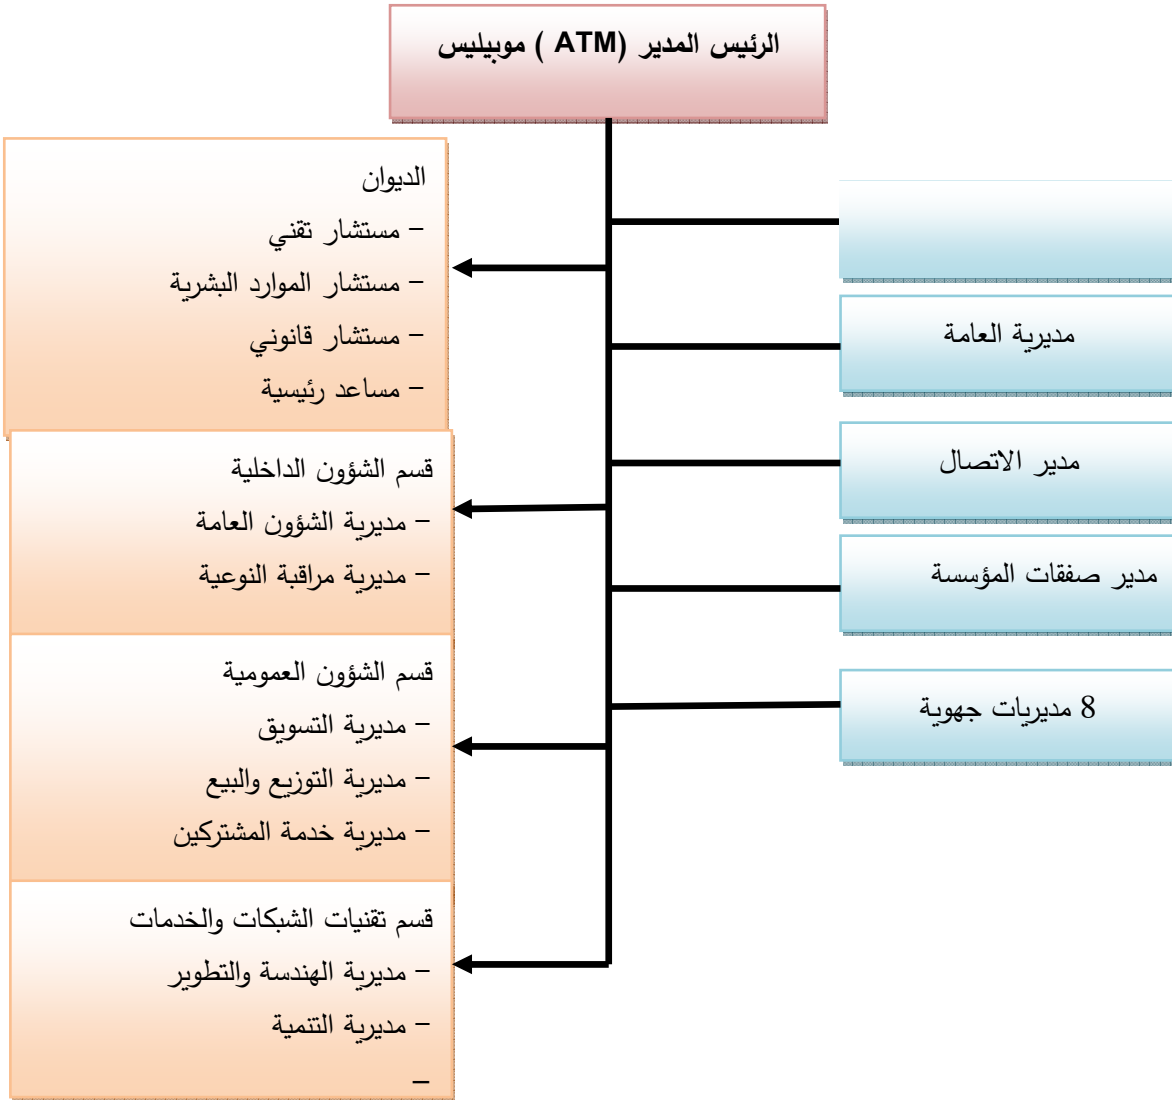 الرئيس المدير (ATM ) موبيليس
الديوان
– مستشار تقني
– مستشار الموارد البشرية
– مستشار قانوني
– مساعد رئيسية
قسم الشؤون الداخلية
– مديرية الشؤون العامة
– مديرية مراقبة النوعية
قسم الشؤون العمومية
– مديرية التسويق
– مديرية التوزيع والبيع
– مديرية خدمة المشتركين
قسم تقنيات الشبكات والخدمات
– مديرية الهندسة والتطوير
– مديرية التنمية
–
مديرية العامة
مدير الاتصال
مدير صفقات المؤسسة
8 مديريات جهوية